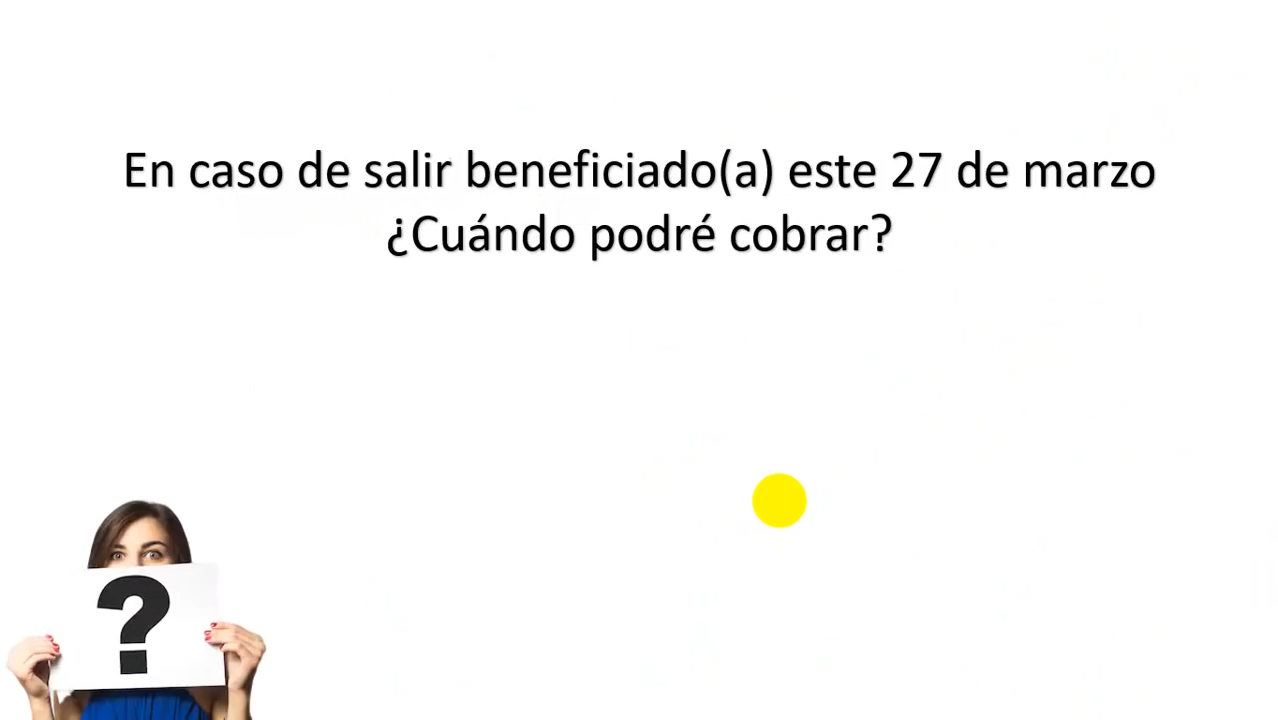 En caso de salir beneficiado(a) este 27 de marzo
¿Cuándo podré cobrar?
?